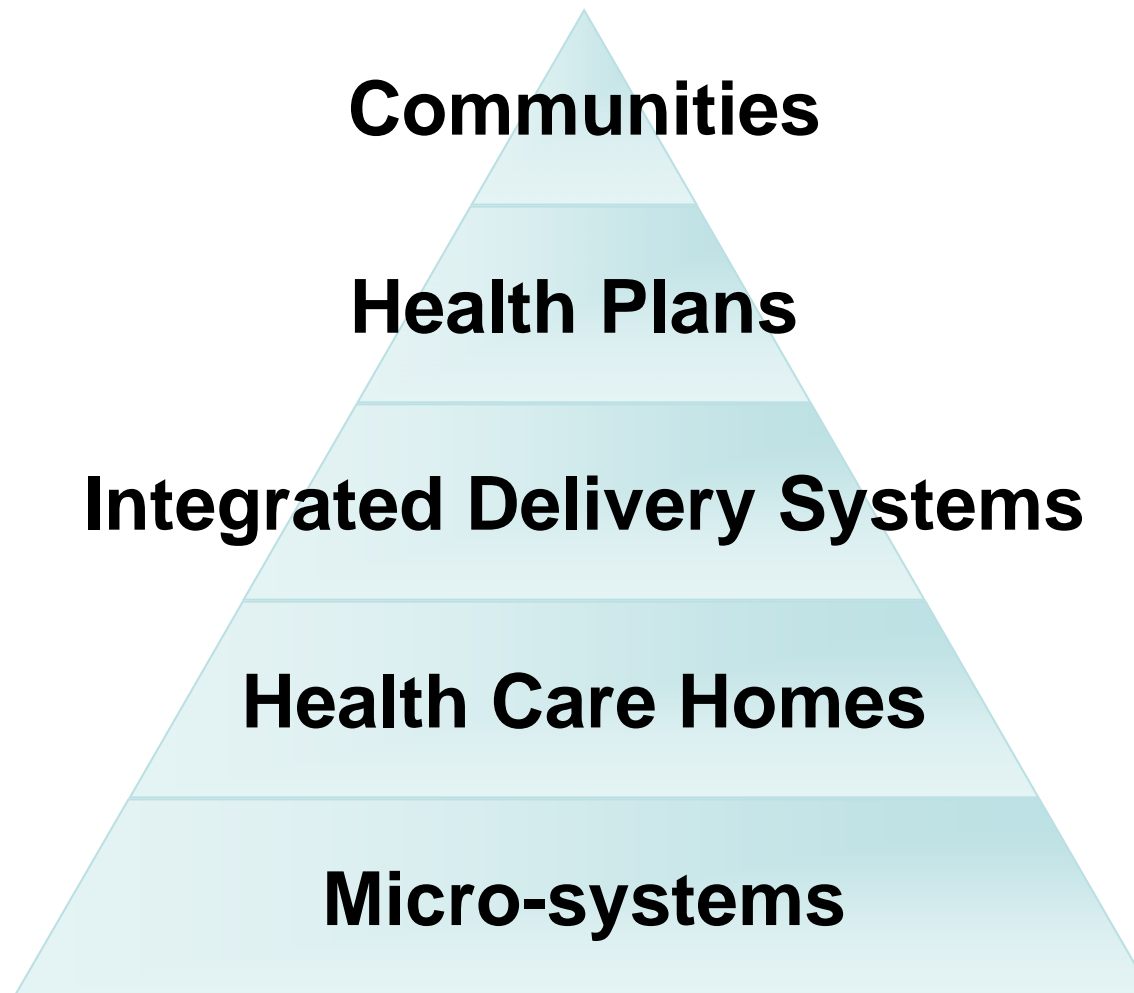 Communities
Health Plans
Integrated Delivery Systems
Health Care Homes
Micro-systems